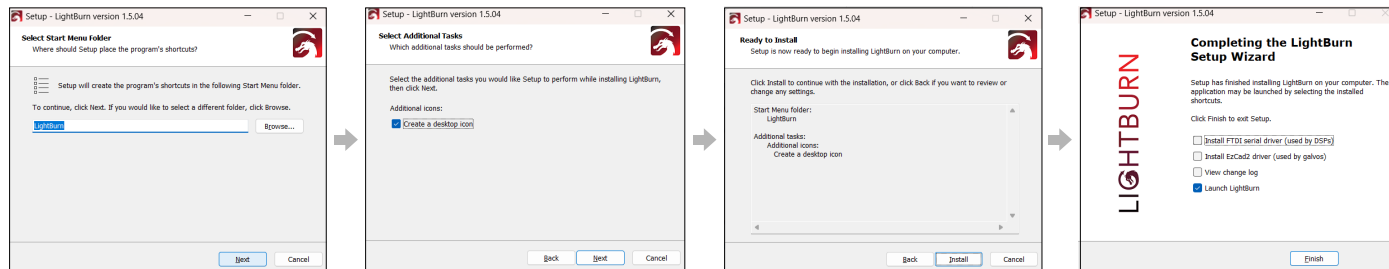 Setup - LightBurn version 1.5.04
Select Start Menu Folder
Where should Setup place the program's shortcuts?
Setup will create the program's shortcuts in the following Start Menu folder.
To continue, click Next. If you would like to select a different folder, click Browse.
LightBurn
Browse...
Next
Cancel
Setup - LightBurn version 1.5.04
Select Additional Tasks
Which additional tasks should be performed?
Select the additional tasks you would like Setup to perform while installing LightBurn,
then click Next.
Additional icons:
Create a desktop icon
Back
Next
Cancel
Setup - LightBurn version 1.5.04
Ready to Install
Setup is now ready to begin installing LightBurn on your computer.
Click Install to continue with the installation, or click Back if you want to review or
change any settings.
Start Menu folder:
LightBurn
Additional tasks:
Additional icons:
Create a desktop icon
Back
Install
Cancel
Setup - LightBurn version 1.5.04
LIGHTBURN
Completing the LightBurn
Setup Wizard
Setup has finished installing LightBurn on your computer. The
application may be launched by selecting the installed
shortcuts.
Click Finish to exit Setup.
Install FTDI serial driver (used by DSPs)
Install EzCad2 driver (used by galvos)
View change log
Launch LightBurn
Finish